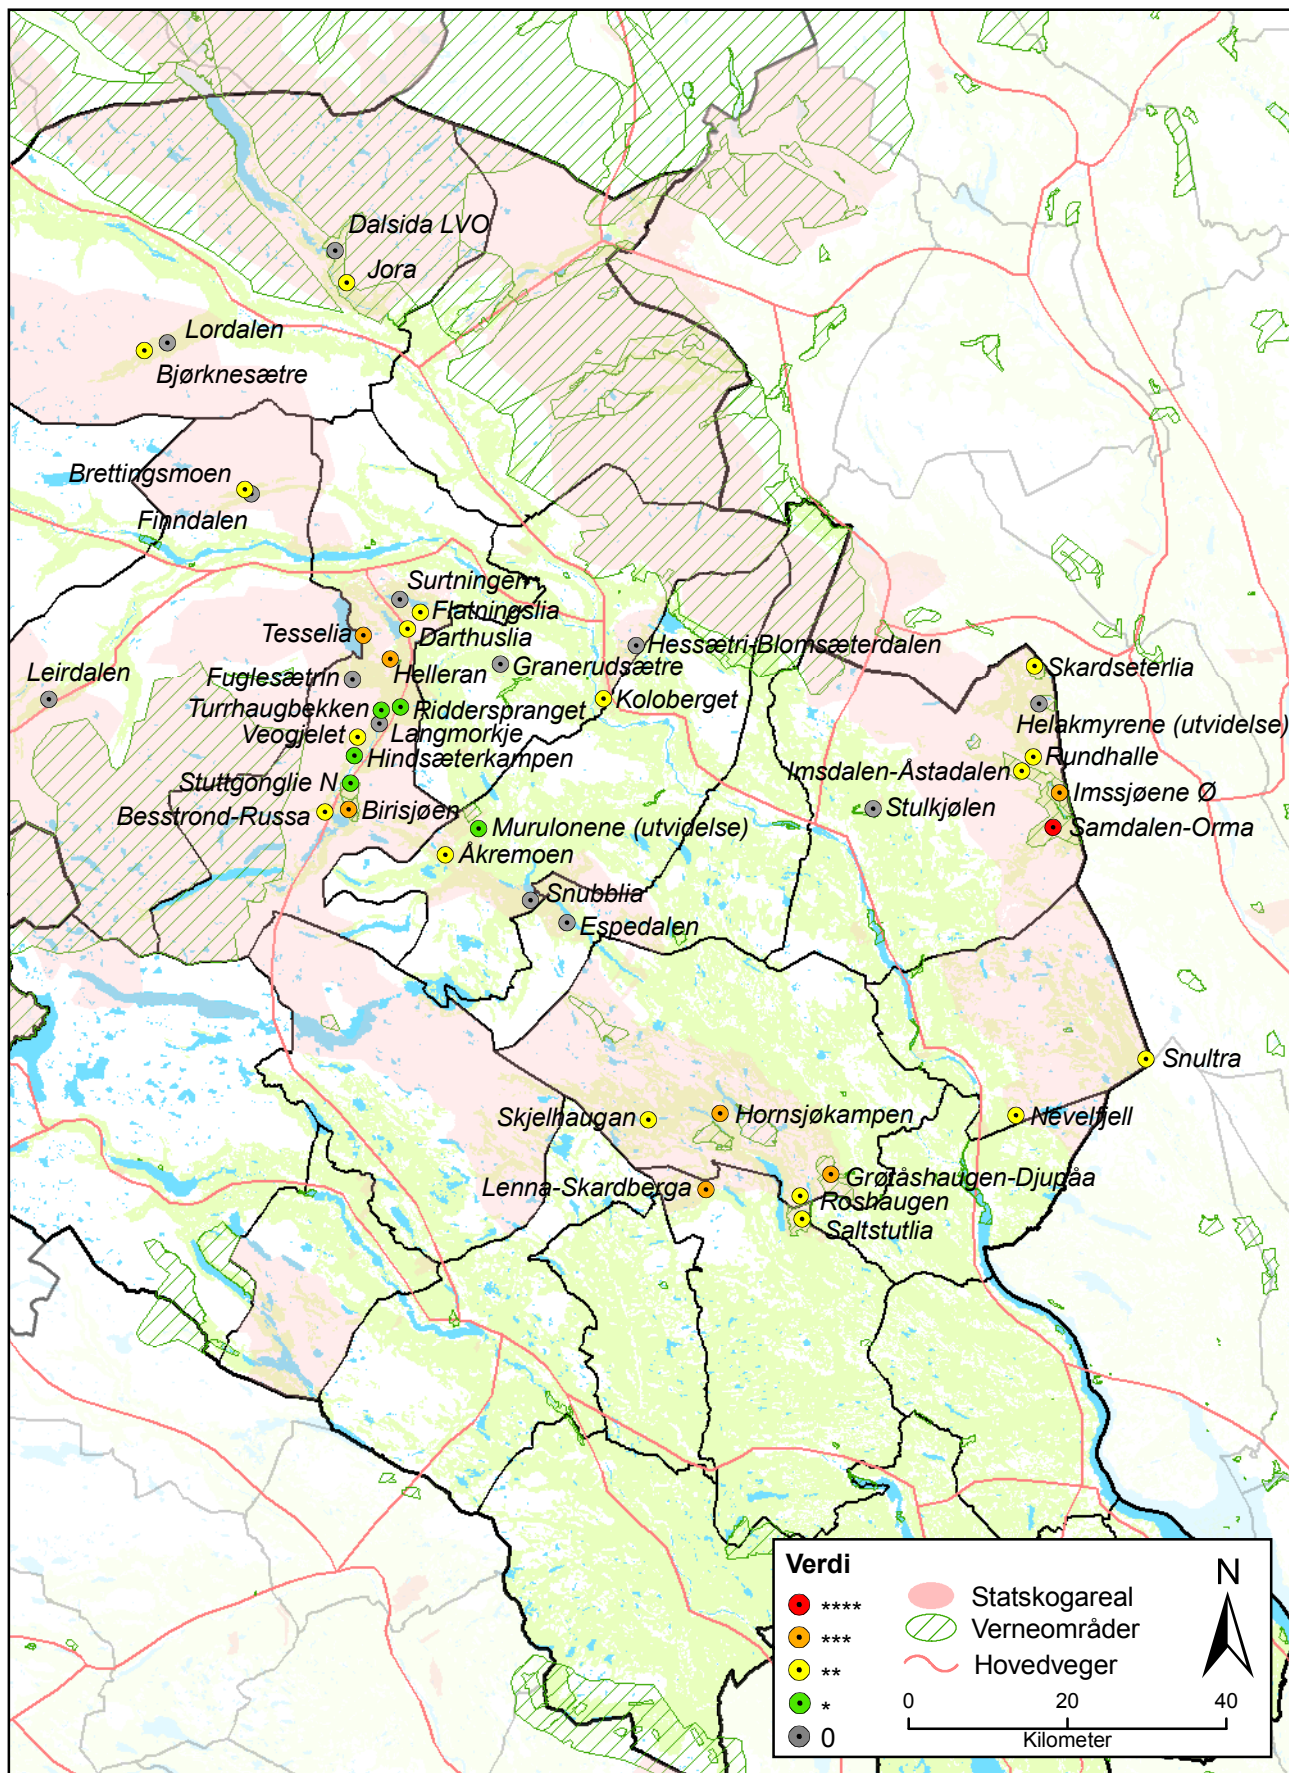 Dalsida LVO
Jora
Lordalen
Bjørknesætre
Brettingsmoen
Finndalen
Surtningen
Flatningslia
Tesselia
Darthuslia
Hessætri-Blomsæterdalen
Granerudsætre
Skardseterlia
Leirdalen
Fuglesætrin
Helleran
Koloberget
Turrhaugbekken
Ridderspranget
Helakmyrene (utvidelse)
Veogjelet
Langmorkje
Hindsæterkampen
Rundhalle
Imsdalen-Åstadalen
Stuttgonglie N
Imssjøene Ø
Besstrond-Russa
Birisjøen
Stulkjølen
Murulonene (utvidelse)
Samdalen-Orma
Åkremoen
Snubblia
Espedalen
Snultra
Skjelhaugan
Hornsjøkampen
Nevelfjell
Grøtåshaugen-Djupåa
Lenna-Skardberga
Roshaugen
Saltstutlia
Verdi
****
***
**
*
0
Statskogareal
Verneområder
Hovedveger
N
0 20 40
Kilometer